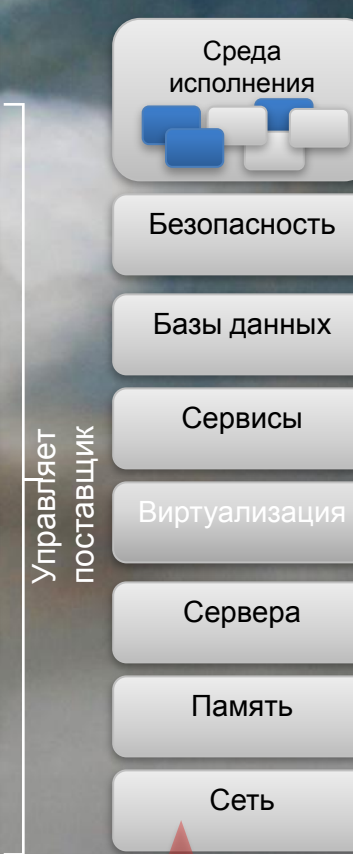 Среда
исполнения
Безопасность
Базы данных
Сервисы
Виртуализация
Сервера
Память
Сеть
Управляет
поставщик